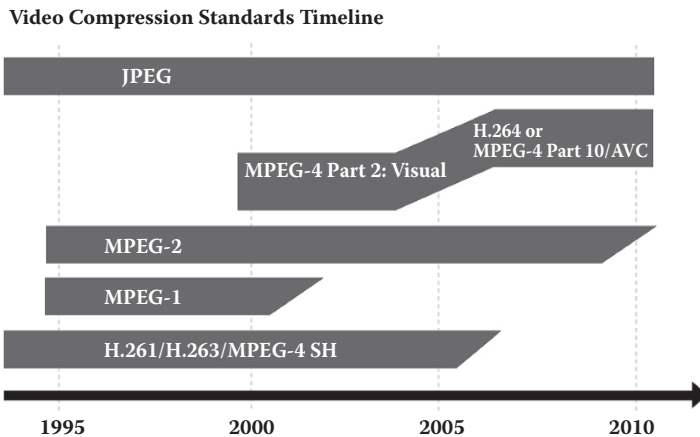 Video Compression Standards Timeline
JPEG
H.264 or
MPEG-4 Part 10/AVC
MPEG-4 Part 2: Visual
MPEG-2
MPEG-1
H.261/H.263/MPEG-4 SH
1995 2000 2005 2010